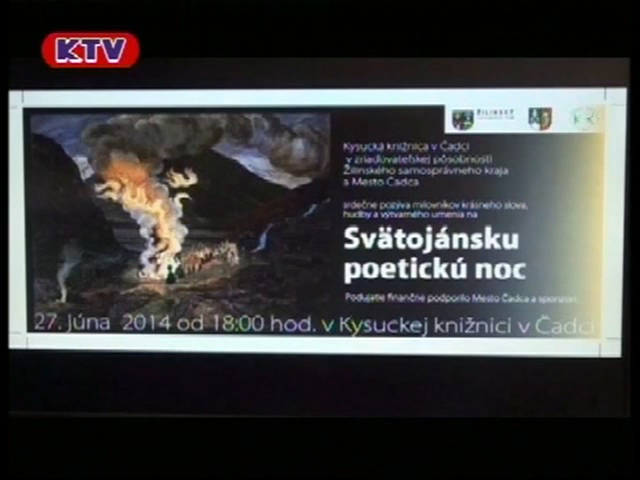 KTV
ŽILINSKÝ
Kysucká knižnica v Čadci
v zriaďovateľskej pôsobnosti
Žilinského samosprávneho kraja
a Mesto Čadca
srdečne pozýva milovníkov krásneho slova,
hudby a výtvarného umenia na
Svätojánsku
poetickú noc
Podujatie finančne podporilo Mesto Čadca a sponzori
27. júna 2014 od 18:00 hod. v Kysuckej knižnici v Čadci